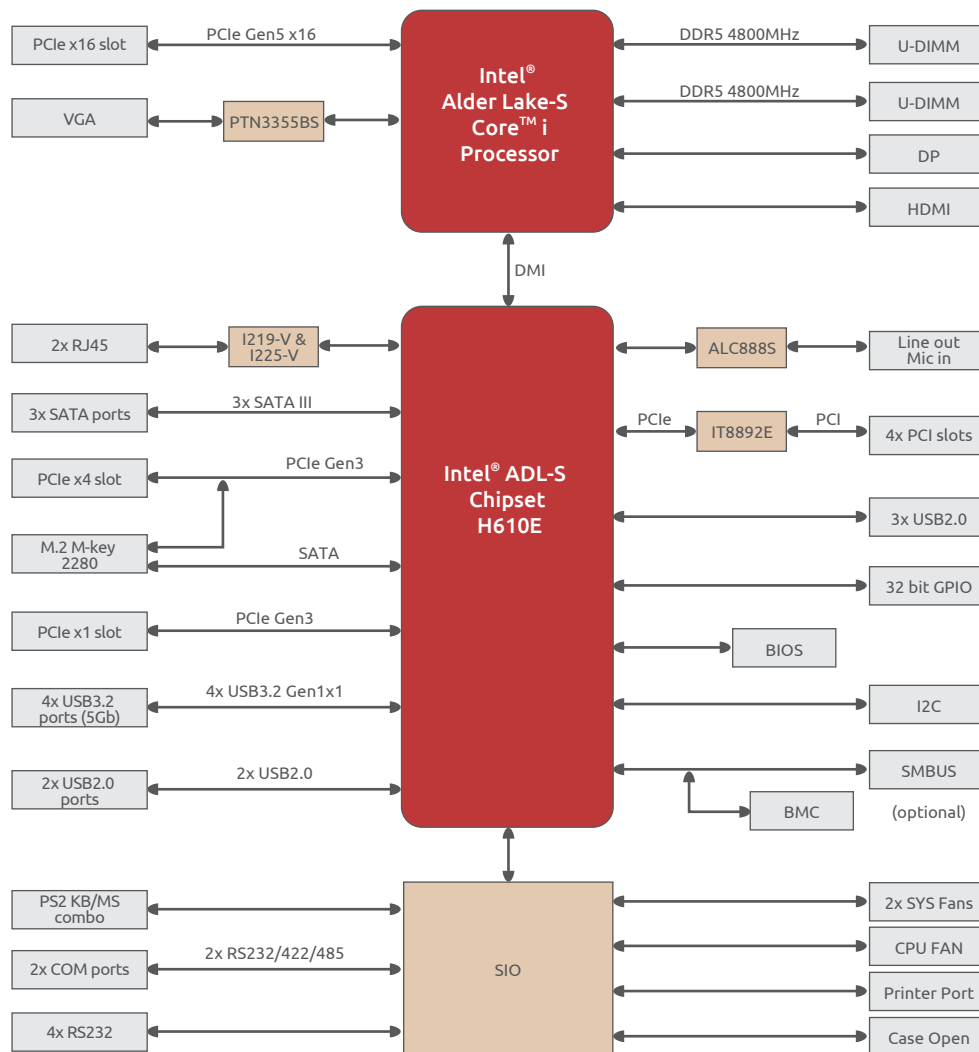 PCIe x16 slot
PCIe Gen5 x16
Intel®
Alder Lake-S
Core™ i
Processor
DDR5 4800MHz
U-DIMM
DDR5 4800MHz
U-DIMM
VGA
PTN3355BS
DP
HDMI
DMI
2x RJ45
I219-V &
I225-V
ALC888S
Line out
Mic in
3x SATA ports
3x SATA III
PCIe
IT8892E
PCI
4x PCI slots
PCIe x4 slot
PCIe Gen3
Intel® ADL-S
Chipset
H610E
3x USB2.0
M.2 M-key
2280
SATA
32 bit GPIO
PCIe x1 slot
PCIe Gen3
BIOS
4x USB3.2
ports (5Gb)
4x USB3.2 Gen1x1
I2C
2x USB2.0
ports
2x USB2.0
SMBUS
BMC
(optional)
PS2 KB/MS
combo
2x SYS Fans
2x COM ports
2x RS232/422/485
SIO
CPU FAN
Printer Port
4x RS232
Case Open